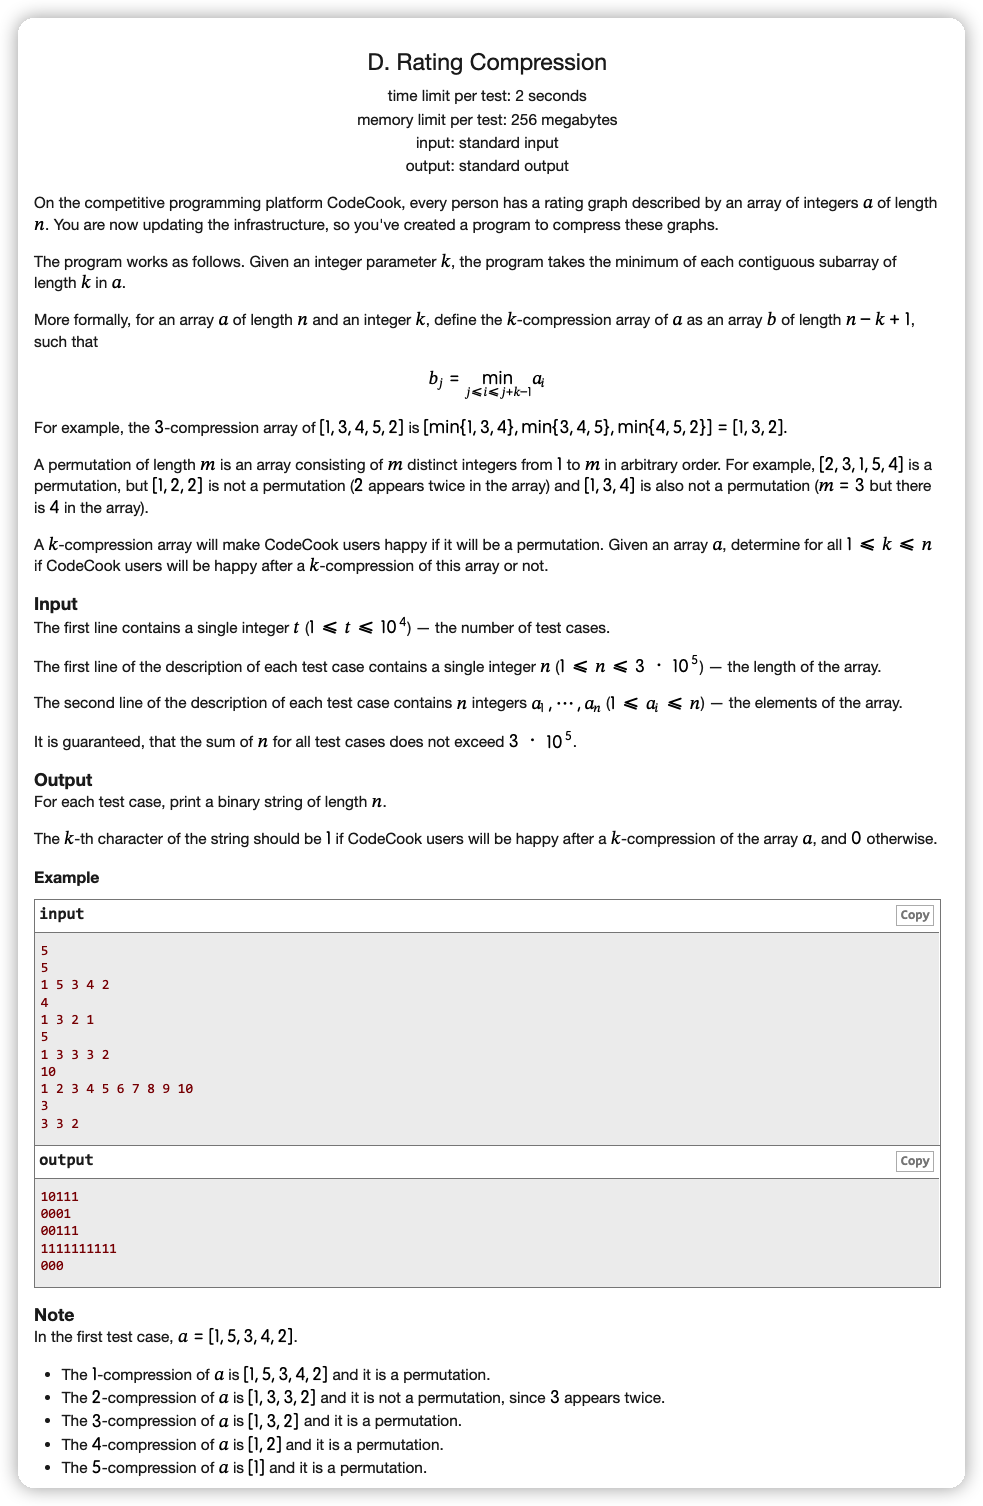 D. Rating Compression
time limit per test: 2 seconds
memory limit per test: 256 megabytes
input: standard input
output: standard output
On the competitive programming platform CodeCook, every person has a rating graph described by an array of integers a of length
n. You are now updating the infrastructure, so you've created a program to compress these graphs.
The program works as follows. Given an integer parameter k, the program takes the minimum of each contiguous subarray of
length k in a.
More formally, for an array a of length n and an integer k, define the k-compression array of a as an array b of length n − k + 1,
such that
b_j = min_{j⩽i⩽j+k−1} a_i
For example, the 3-compression array of [1, 3, 4, 5, 2] is [min{1, 3, 4}, min{3, 4, 5}, min{4, 5, 2}] = [1, 3, 2].
A permutation of length m is an array consisting of m distinct integers from 1 to m in arbitrary order. For example, [2, 3, 1, 5, 4] is a
permutation, but [1, 2, 2] is not a permutation (2 appears twice in the array) and [1, 3, 4] is also not a permutation (m = 3 but there
is 4 in the array).
A k-compression array will make CodeCook users happy if it will be a permutation. Given an array a, determine for all 1 ⩽ k ⩽ n
if CodeCook users will be happy after a k-compression of this array or not.
Input
The first line contains a single integer t (1 ⩽ t ⩽ 10^4) — the number of test cases.
The first line of the description of each test case contains a single integer n (1 ⩽ n ⩽ 3 · 10^5) — the length of the array.
The second line of the description of each test case contains n integers a_1, ⋯, a_n (1 ⩽ a_i ⩽ n) — the elements of the array.
It is guaranteed, that the sum of n for all test cases does not exceed 3 · 10^5.
Output
For each test case, print a binary string of length n.
The k-th character of the string should be 1 if CodeCook users will be happy after a k-compression of the array a, and 0 otherwise.
Example
input Copy
5
5
1 5 3 4 2
4
1 3 2 1
5
1 3 3 3 2
10
1 2 3 4 5 6 7 8 9 10
3
3 3 2
output Copy
10111
0001
00111
1111111111
000
Note
In the first test case, a = [1, 5, 3, 4, 2].
• The 1-compression of a is [1, 5, 3, 4, 2] and it is a permutation.
• The 2-compression of a is [1, 3, 3, 2] and it is not a permutation, since 3 appears twice.
• The 3-compression of a is [1, 3, 2] and it is a permutation.
• The 4-compression of a is [1, 2] and it is a permutation.
• The 5-compression of a is [1] and it is a permutation.